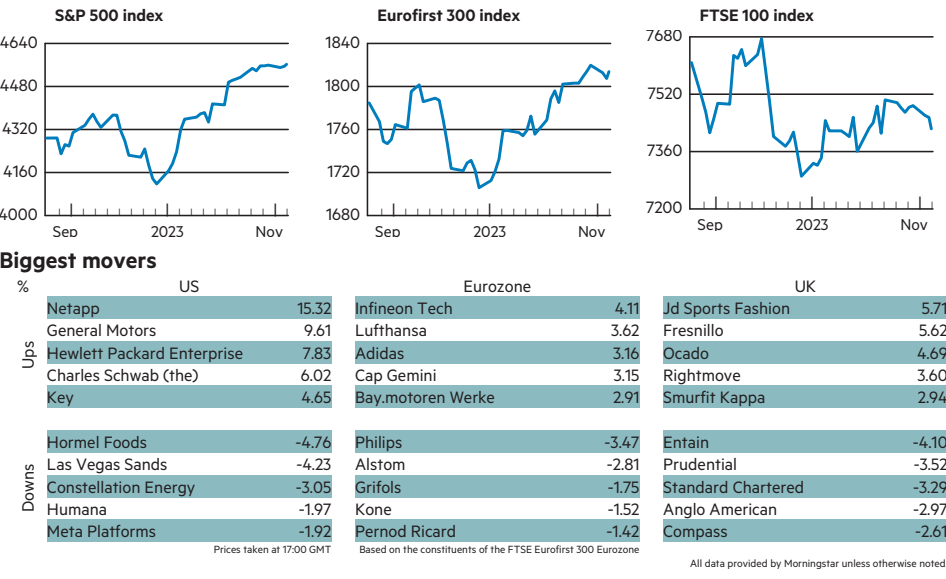 S&P 500 index
4640
4480
4320
4160
4000
Sep 2023 Nov
Eurofirst 300 index
1840
1800
1760
1720
1680
Sep 2023 Nov
FTSE 100 index
7680
7520
7360
7200
Sep 2023 Nov
Biggest movers
% US Eurozone UK
Ups
Netapp 15.32 Infineon Tech 4.11 Jd Sports Fashion 5.71
General Motors 9.61 Lufthansa 3.62 Fresnillo 5.62
Hewlett Packard Enterprise 7.83 Adidas 3.16 Ocado 4.69
Charles Schwab (the) 6.02 Cap Gemini 3.15 Rightmove 3.60
Key 4.65 Bay.motoren Werke 2.91 Smurfit Kappa 2.94
Downs
Hormel Foods -4.76 Philips -3.47 Entain -4.10
Las Vegas Sands -4.23 Alstom -2.81 Prudential -3.52
Constellation Energy -3.05 Grifols -1.75 Standard Chartered -3.29
Humana -1.97 Kone -1.52 Anglo American -2.97
Meta Platforms -1.92 Pernod Ricard -1.42 Compass -2.61
Prices taken at 17:00 GMT Based on the constituents of the FTSE Eurofirst 300 Eurozone
All data provided by Morningstar unless otherwise noted